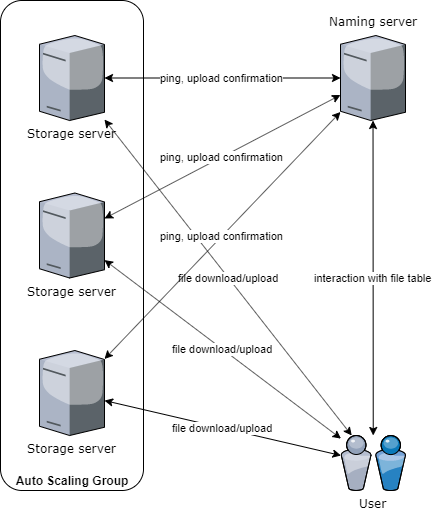 Naming server
ping, upload confirmation
Storage server
ping, upload confirmation
ping, upload confirmation
file download/upload
interaction with file table
Storage server
file download/upload
file download/upload
Storage server
Auto Scaling Group
User